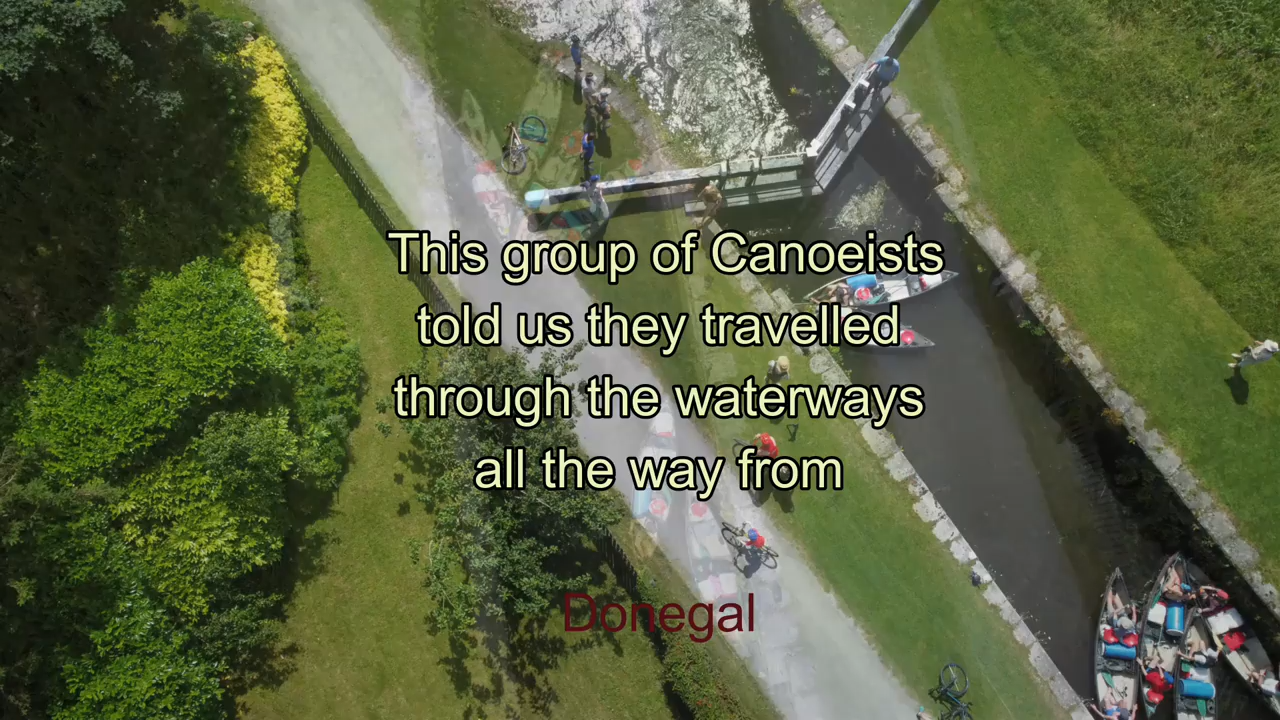 This group of Canoeists
told us they travelled
through the waterways
all the way from
Donegal